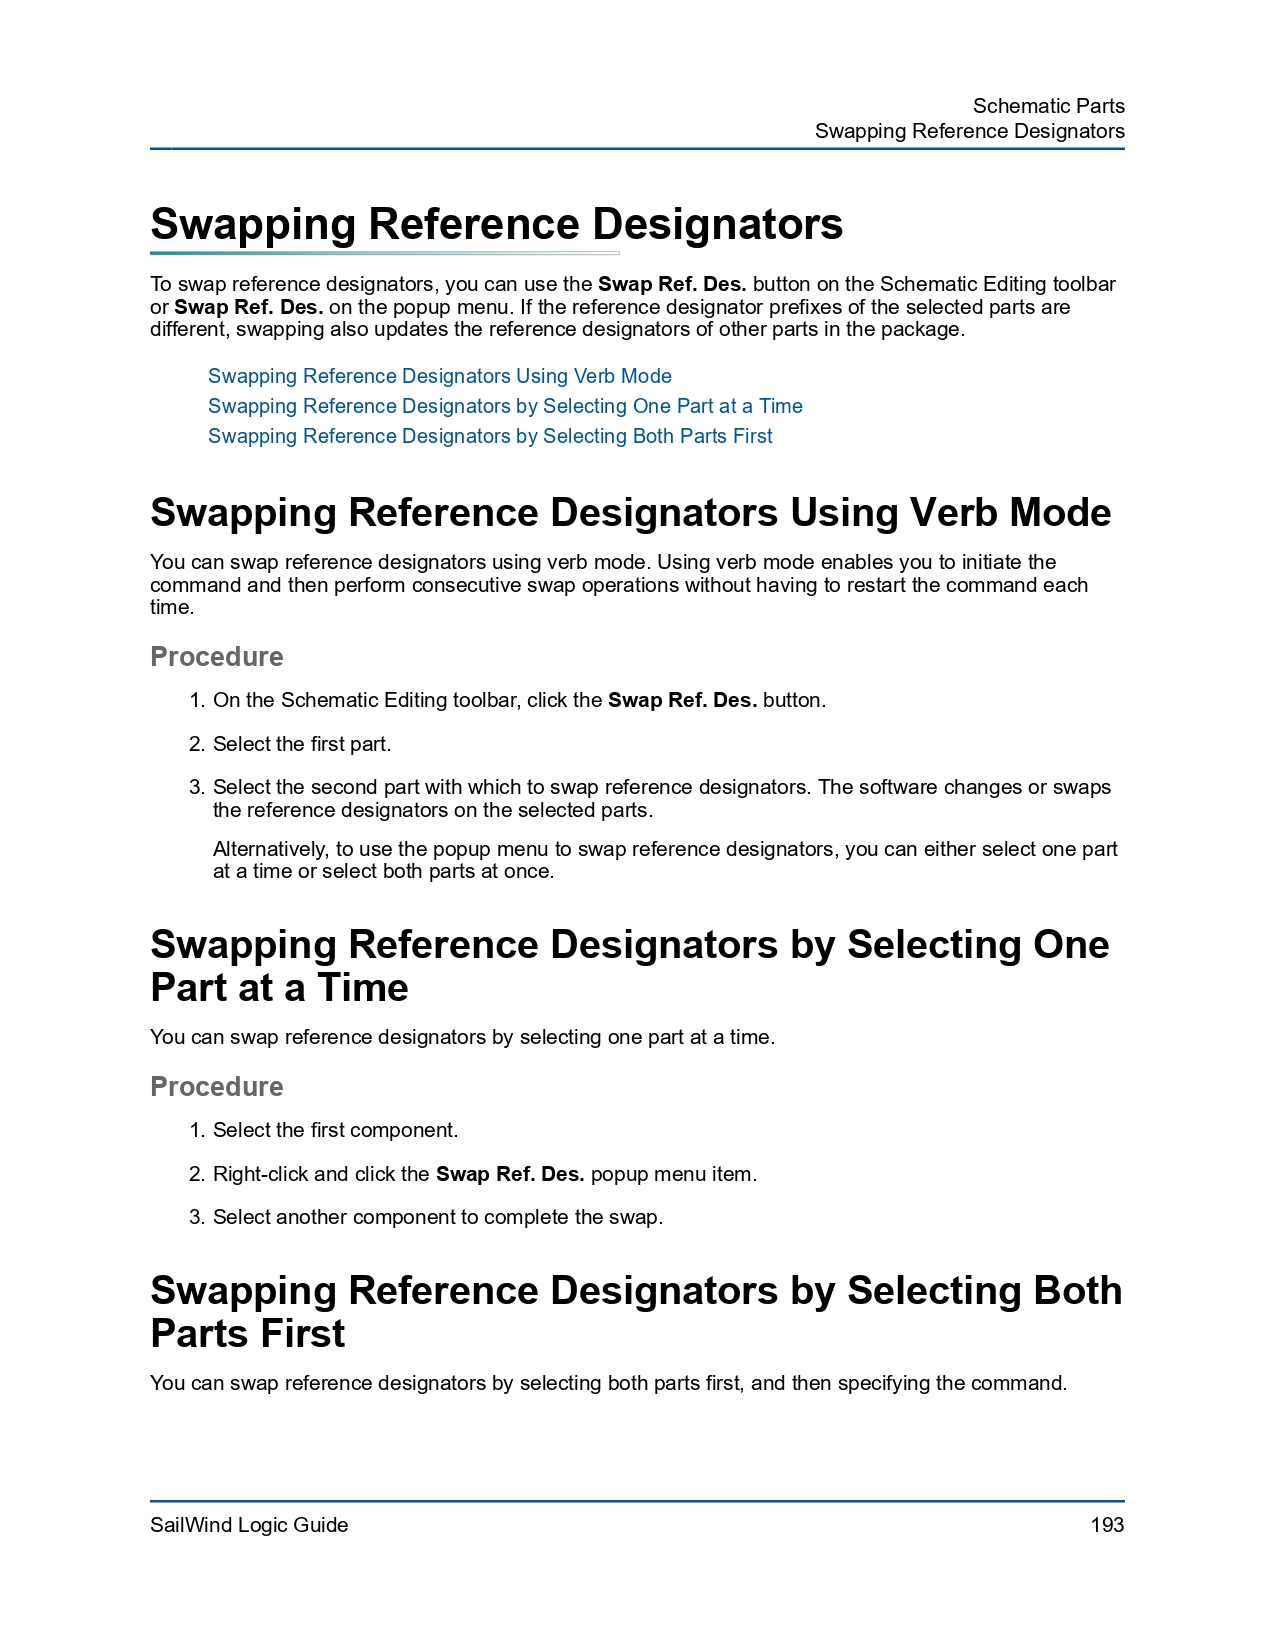 Schematic Parts
Swapping Reference Designators
Swapping Reference Designators
To swap reference designators, you can use the Swap Ref. Des. button on the Schematic Editing toolbar
or Swap Ref. Des. on the popup menu. If the reference designator prefixes of the selected parts are
different, swapping also updates the reference designators of other parts in the package.
Swapping Reference Designators Using Verb Mode
Swapping Reference Designators by Selecting One Part at a Time
Swapping Reference Designators by Selecting Both Parts First
Swapping Reference Designators Using Verb Mode
You can swap reference designators using verb mode. Using verb mode enables you to initiate the
command and then perform consecutive swap operations without having to restart the command each
time.
Procedure
1. On the Schematic Editing toolbar, click the Swap Ref. Des. button.
2. Select the first part.
3. Select the second part with which to swap reference designators. The software changes or swaps
the reference designators on the selected parts.
Alternatively, to use the popup menu to swap reference designators, you can either select one part
at a time or select both parts at once.
Swapping Reference Designators by Selecting One
Part at a Time
You can swap reference designators by selecting one part at a time.
Procedure
1. Select the first component.
2. Right-click and click the Swap Ref. Des. popup menu item.
3. Select another component to complete the swap.
Swapping Reference Designators by Selecting Both
Parts First
You can swap reference designators by selecting both parts first, and then specifying the command.
SailWind Logic Guide
193